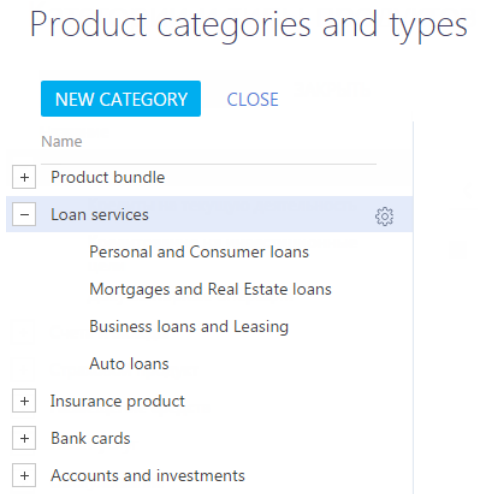 Product categories and types
NEW CATEGORY CLOSE
Name
Product bundle
Loan services
Personal and Consumer loans
Mortgages and Real Estate loans
Business loans and Leasing
Auto loans
Insurance product
Bank cards
Accounts and investments